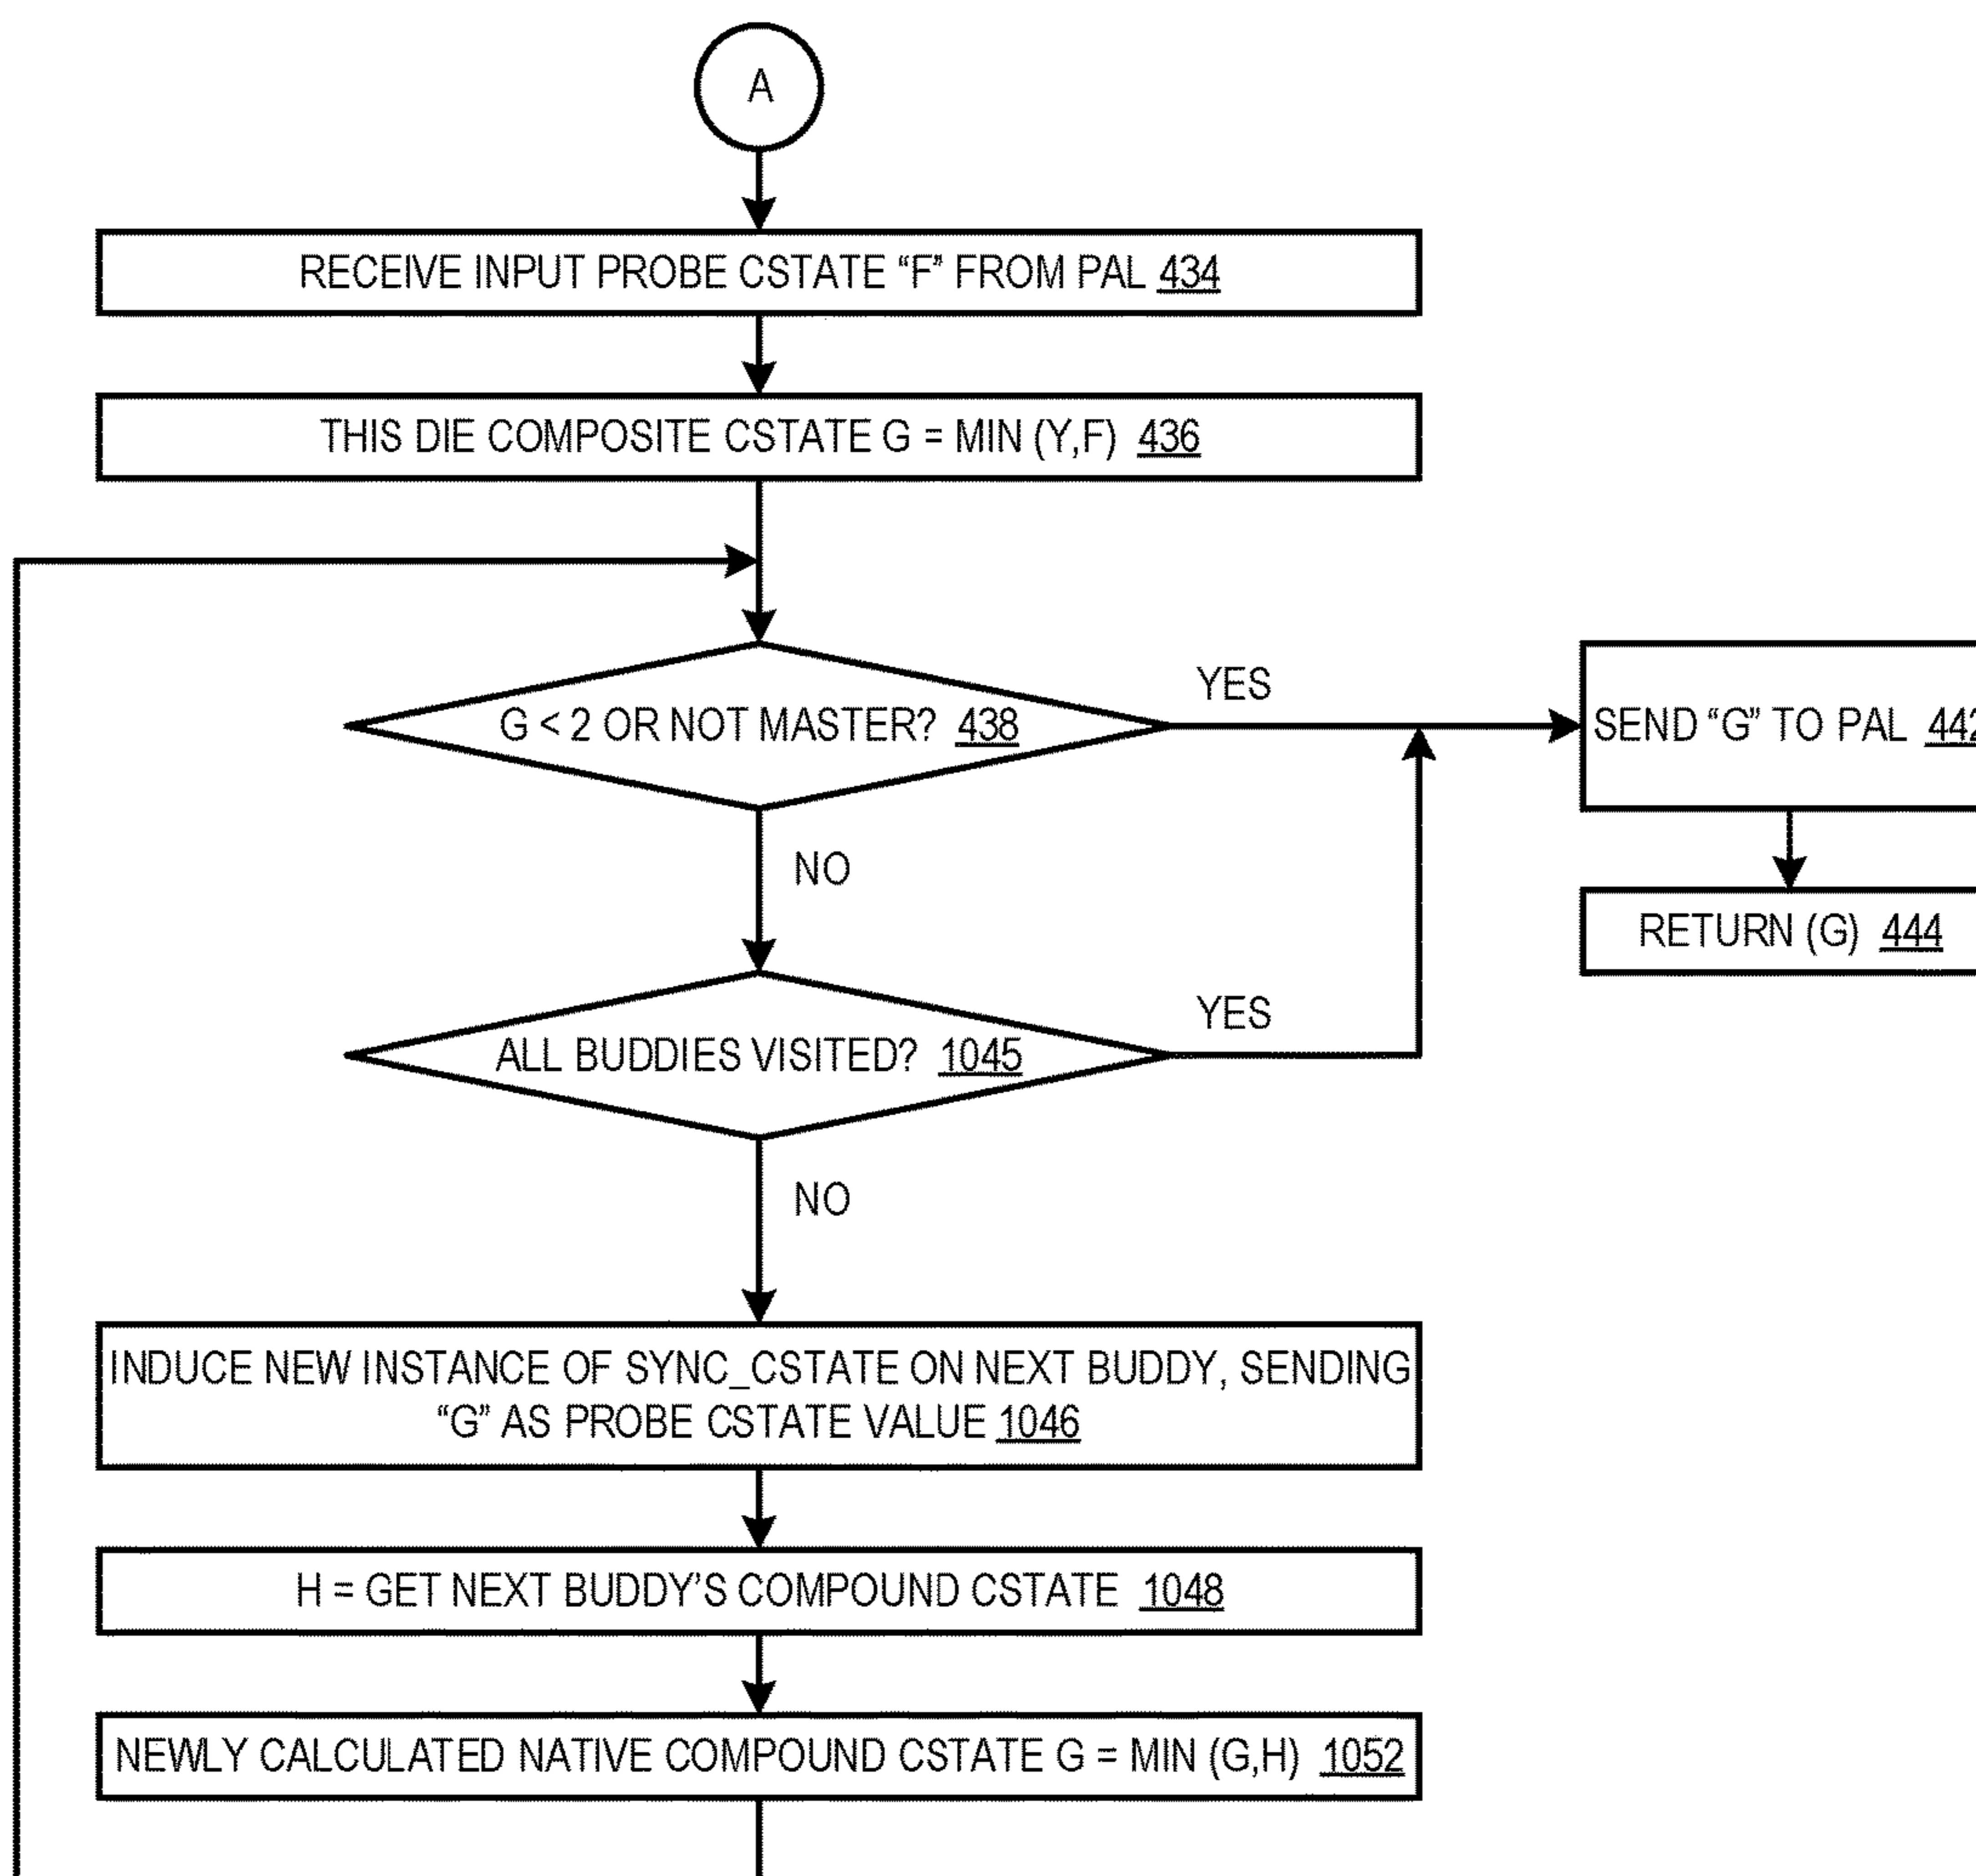 A
RECEIVE INPUT PROBE CSTATE “F” FROM PAL 434
THIS DIE COMPOSITE CSTATE G = MIN (Y,F) 436
G < 2 OR NOT MASTER? 438
YES
SEND “G” TO PAL 442
NO
RETURN (G) 444
ALL BUDDIES VISITED? 1045
YES
NO
INDUCE NEW INSTANCE OF SYNC_CSTATE ON NEXT BUDDY, SENDING
“G” AS PROBE CSTATE VALUE 1046
H = GET NEXT BUDDY’S COMPOUND CSTATE 1048
NEWLY CALCULATED NATIVE COMPOUND CSTATE G = MIN (G,H) 1052